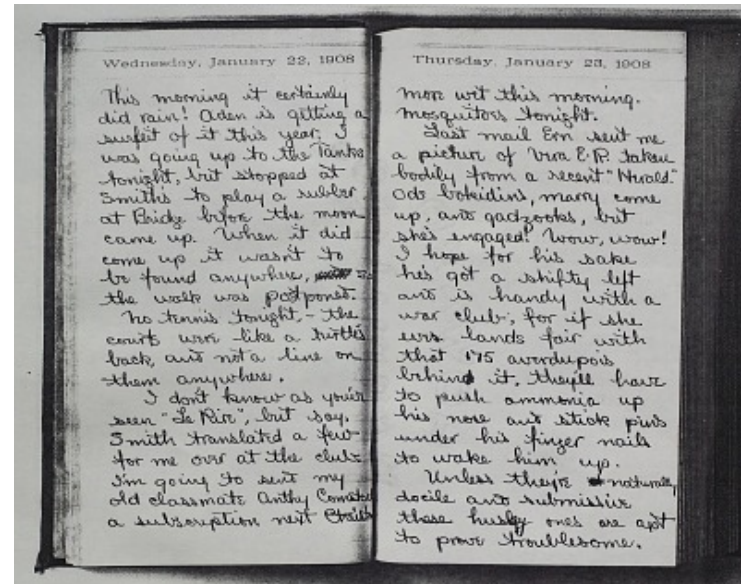 Wednesday, January 22, 1908
This morning it certainly
did rain! Aden is getting a
surfeit of it this year. I
was going up to the Tanks
tonight, but stopped at
Smiths to play a rubber
at Bridge before the moon
came up. When it did
come up it wasn't to
be found anywhere, so
the walk was postponed.
No tennis tonight, - the
courts were like a turtle's
back, and not a line on
them anywhere.
I don't know as you've
seen "Le Rire", but say.
Smith translated a few
for me over at the club.
I'm going to send my
old classmate Anthy Comstock
a subscription next
Thursday, January 23, 1908
More wet this morning.
Mosquitoes tonight.
Last mail Ern sent me
a picture of Vera E.P. taken
bodily from a recent "Herald."
Ods bokidins, marry come
up, and gadzooks, but
she's engaged! Wow, wow!
I hope for his sake
he's got a shifty left
and is handy with a
war club, for if she
ever lands fair with
that 175 avordupois
behind it, they'll have
to push ammonia up
his nose and stick pins
under his finger nails
to wake him up.
Unless they're naturally
docile and submissive
these husky ones are apt
to prove troublesome.